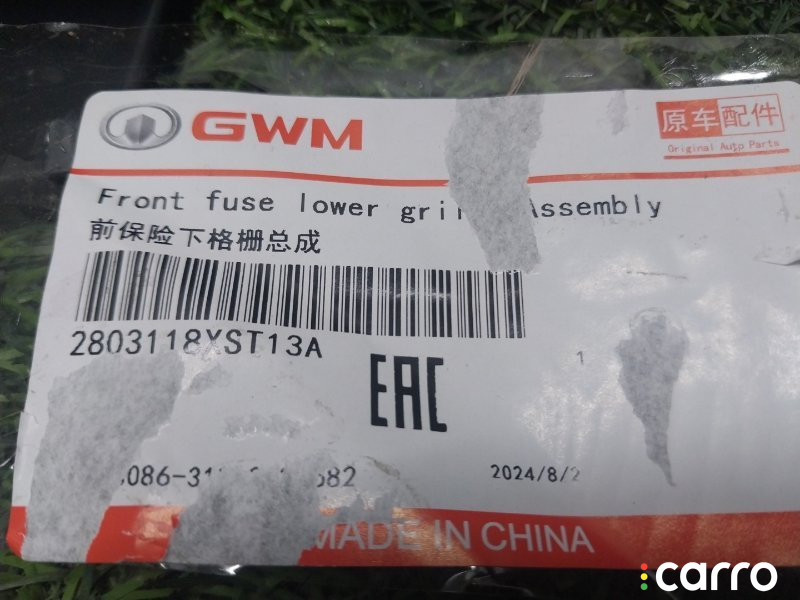 GWM
原车配件
Original Auto Parts
Front fuse lower Assembly
前保险下格栅总成
2803118XST13A
EAC
1
2024/8/2
MADE IN CHINA
carro